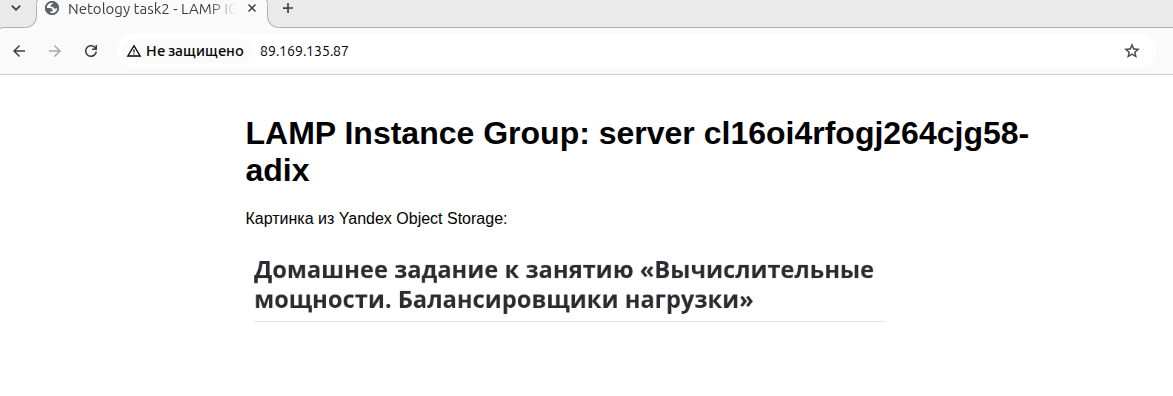 Netology task2 - LAMP IG
Не защищено 89.169.135.87
LAMP Instance Group: server cl16oi4rfogj264cjg58-
adix
Картинка из Yandex Object Storage:
Домашнее задание к занятию «Вычислительные
мощности. Балансировщики нагрузки»